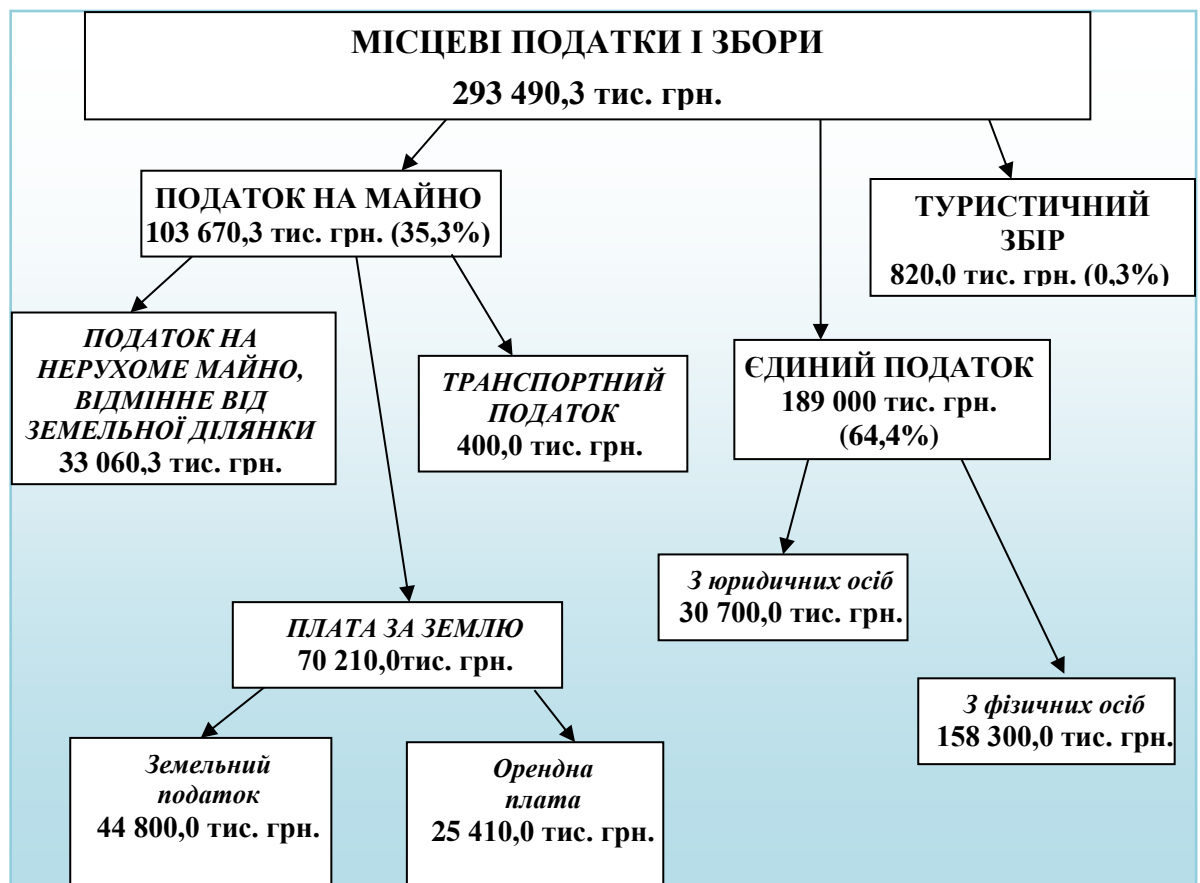 МІСЦЕВІ ПОДАТКИ І ЗБОРИ
293 490,3 тис. грн.
ПОДАТОК НА МАЙНО
103 670,3 тис. грн. (35,3%)
ТУРИСТИЧНИЙ
ЗБІР
820,0 тис. грн. (0,3%)
ПОДАТОК НА
НЕРУХОМЕ МАЙНО,
ВІДМІННЕ ВІД
ЗЕМЕЛЬНОЇ ДІЛЯНКИ
33 060,3 тис. грн.
ТРАНСПОРТНИЙ
ПОДАТОК
400,0 тис. грн.
ЄДИНИЙ ПОДАТОК
189 000 тис. грн.
(64,4%)
З юридичних осіб
30 700,0 тис. грн.
ПЛАТА ЗА ЗЕМЛЮ
70 210,0тис. грн.
З фізичних осіб
158 300,0 тис. грн.
Земельний
податок
44 800,0 тис. грн.
Орендна
плата
25 410,0 тис. грн.